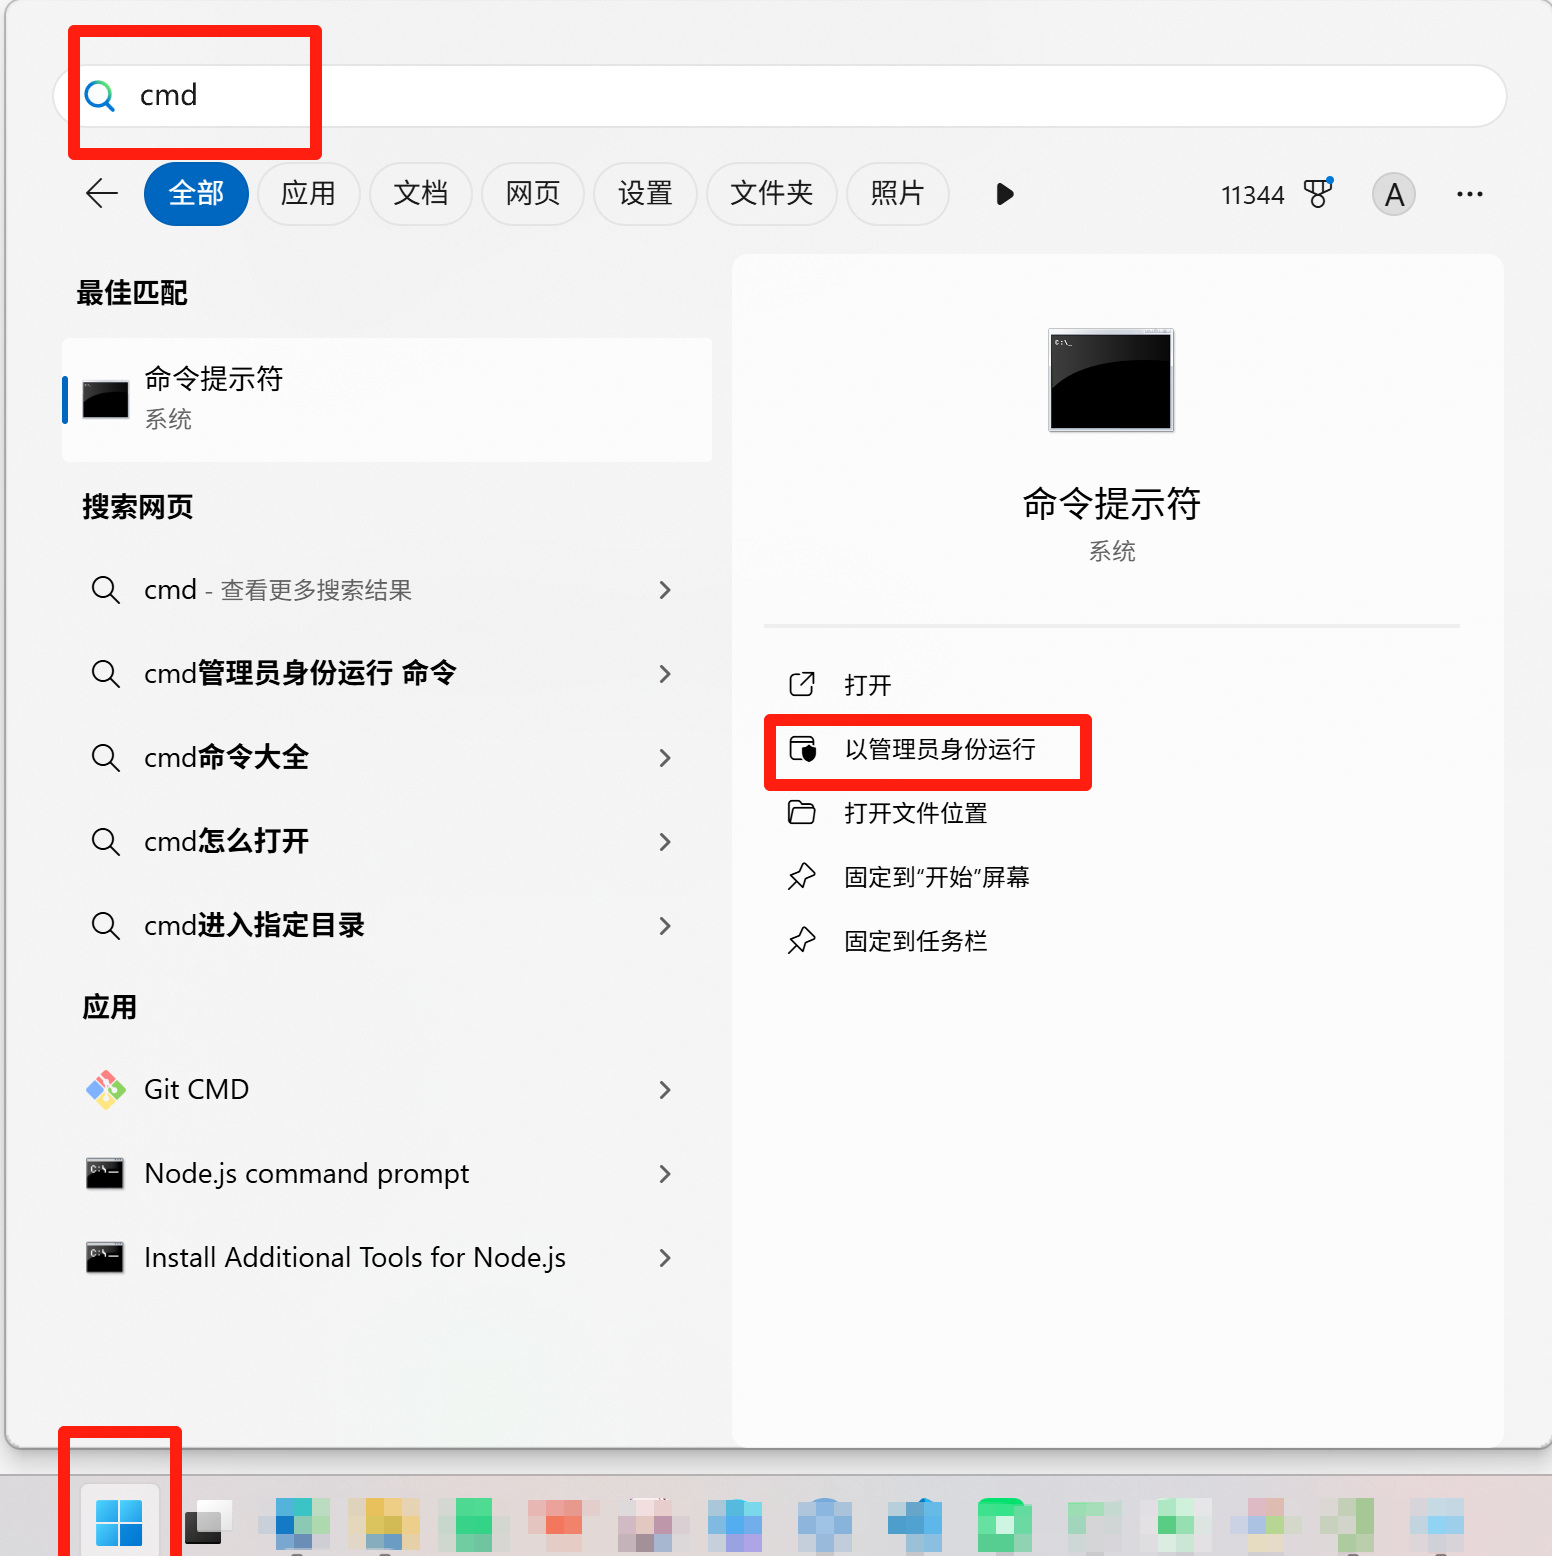 cmd
全部 应用 文档 网页 设置 文件夹 照片 11344 A
最佳匹配
命令提示符
系统
搜索网页
cmd - 查看更多搜索结果
cmd管理员身份运行 命令
cmd命令大全
cmd怎么打开
cmd进入指定目录
应用
Git CMD
Node.js command prompt
Install Additional Tools for Node.js
命令提示符
系统
打开
以管理员身份运行
打开文件位置
固定到“开始”屏幕
固定到任务栏